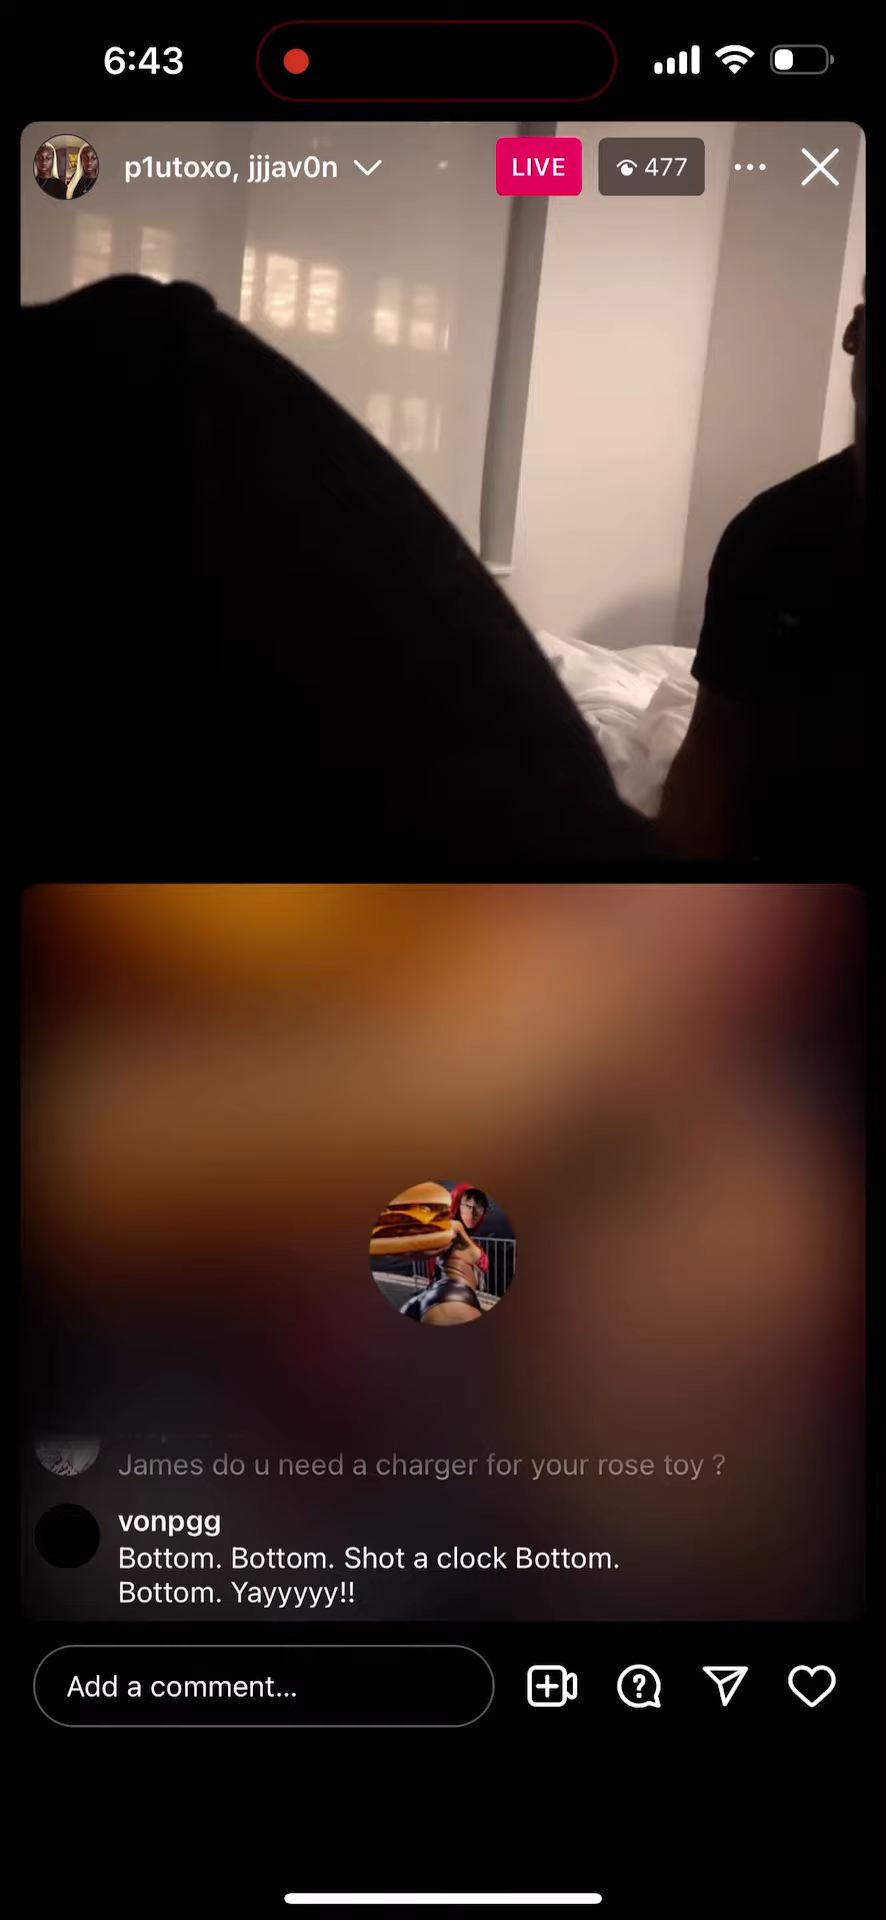 6:43
p1utoxo, jjjav0n
LIVE
477
James do u need a charger for your rose toy ?
vonpgg
Bottom. Bottom. Shot a clock Bottom.
Bottom. Yayyyyy!!
Add a comment...